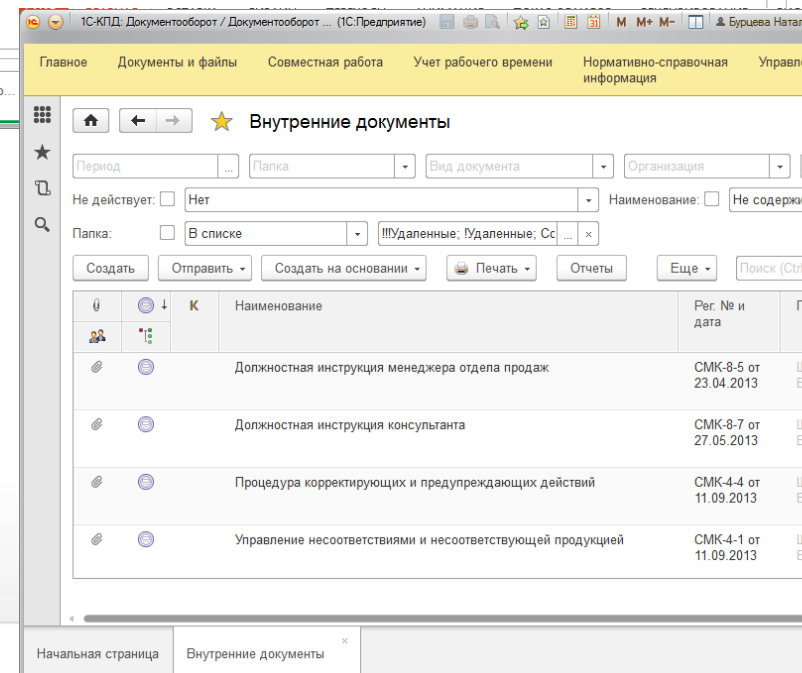 1С-КПД: Документооборот / Документооборот ... (1С:Предприятие) M M+ M- Бурцева Натал
Главное Документы и файлы Совместная работа Учет рабочего времени Нормативно-справочная информация Управл
Внутренние документы
Период ... Папка Вид документа Организация
Не действует: Нет Наименование: Не содержи
Папка: В списке !!!Удаленные; !Удаленные; Сс ... ×
Создать Отправить Создать на основании Печать Отчеты Еще Поиск (Ctrl
К Наименование Рег. № и
дата
Должностная инструкция менеджера отдела продаж СМК-8-5 от
23.04.2013
Должностная инструкция консультанта СМК-8-7 от
27.05.2013
Процедура корректирующих и предупреждающих действий СМК-4-4 от
11.09.2013
Управление несоответствиями и несоответствующей продукцией СМК-4-1 от
11.09.2013
Начальная страница Внутренние документы ×